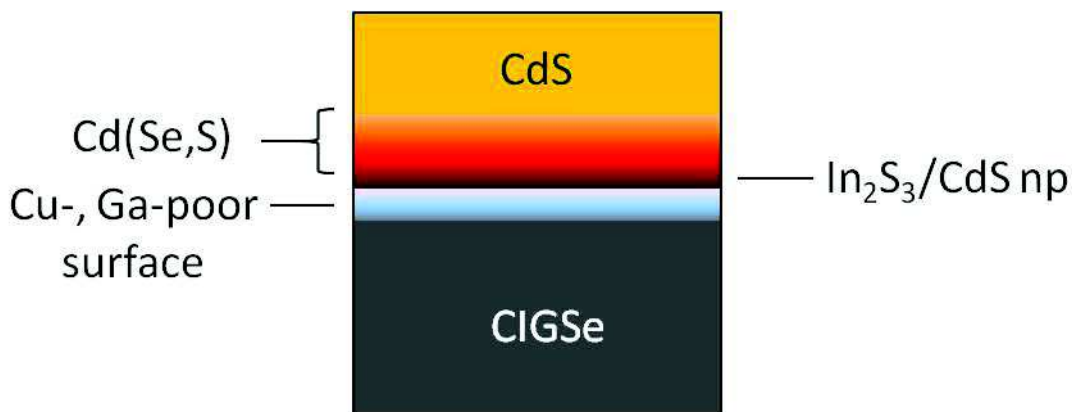 CdS
Cd(Se,S)
In₂S₃/CdS np
Cu-, Ga-poor
surface
CIGSe